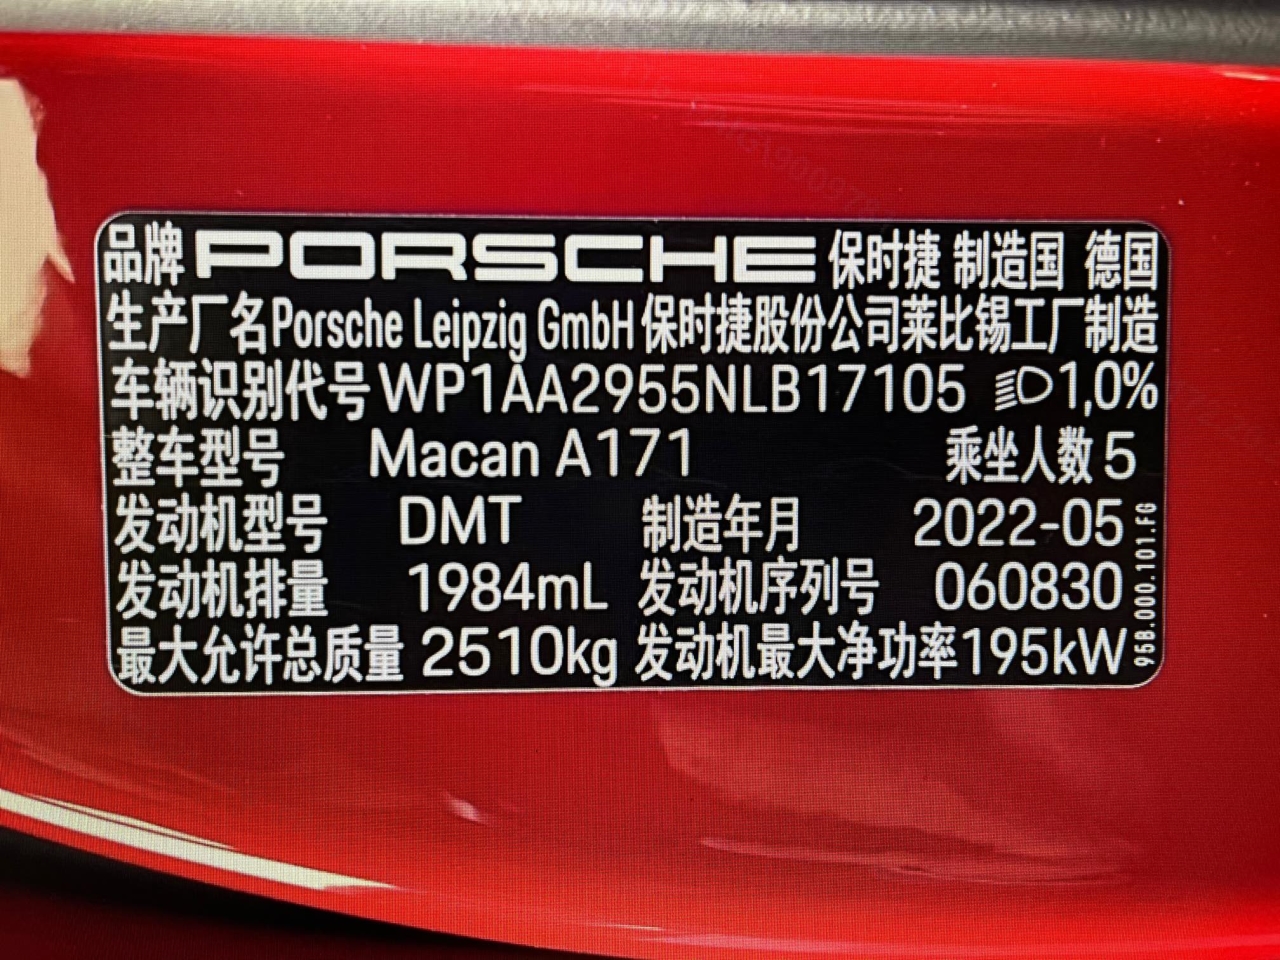 品牌 PORSCHE 保时捷 制造国 德国
生产厂名 Porsche Leipzig GmbH 保时捷股份公司莱比锡工厂制造
车辆识别代号 WP1AA2955NLB17105 1,0%
整车型号 Macan A171 乘坐人数 5
发动机型号 DMT 制造年月 2022-05
发动机排量 1984mL 发动机序列号 060830
最大允许总质量 2510kg 发动机最大净功率 195kW
95B.000.101.FG